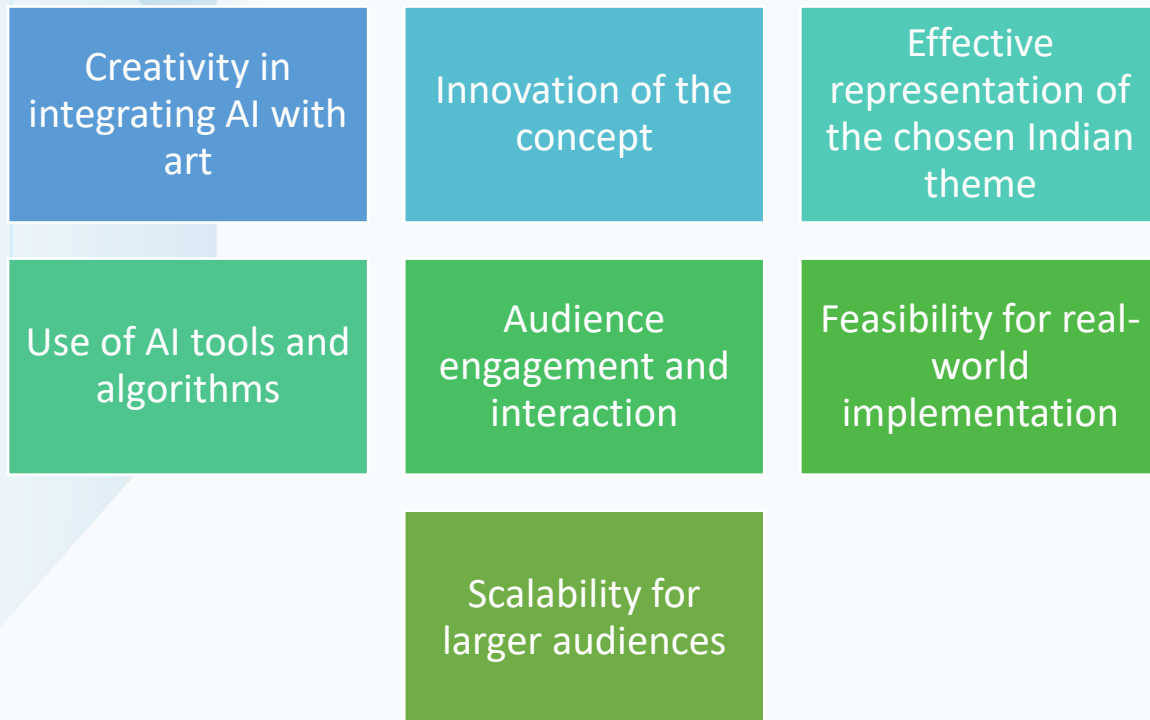 Creativity in
integrating AI with
art
Innovation of the
concept
Effective
representation of
the chosen Indian
theme
Use of AI tools and
algorithms
Audience
engagement and
interaction
Feasibility for real-
world
implementation
Scalability for
larger audiences